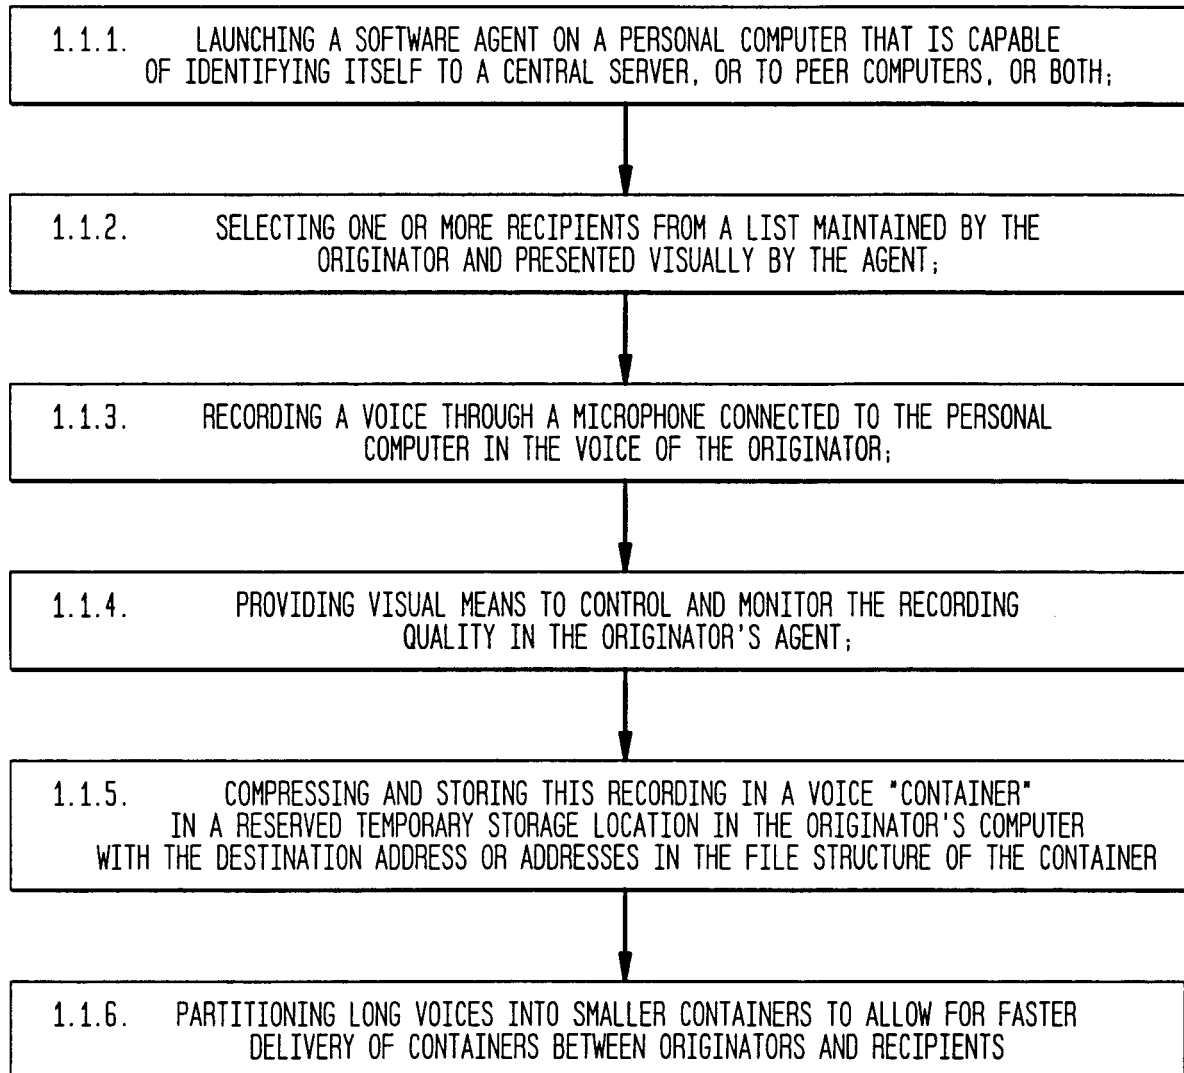 1.1.1. LAUNCHING A SOFTWARE AGENT ON A PERSONAL COMPUTER THAT IS CAPABLE
OF IDENTIFYING ITSELF TO A CENTRAL SERVER, OR TO PEER COMPUTERS, OR BOTH;
1.1.2. SELECTING ONE OR MORE RECIPIENTS FROM A LIST MAINTAINED BY THE
ORIGINATOR AND PRESENTED VISUALLY BY THE AGENT;
1.1.3. RECORDING A VOICE THROUGH A MICROPHONE CONNECTED TO THE PERSONAL
COMPUTER IN THE VOICE OF THE ORIGINATOR;
1.1.4. PROVIDING VISUAL MEANS TO CONTROL AND MONITOR THE RECORDING
QUALITY IN THE ORIGINATOR'S AGENT;
1.1.5. COMPRESSING AND STORING THIS RECORDING IN A VOICE "CONTAINER"
IN A RESERVED TEMPORARY STORAGE LOCATION IN THE ORIGINATOR'S COMPUTER
WITH THE DESTINATION ADDRESS OR ADDRESSES IN THE FILE STRUCTURE OF THE CONTAINER
1.1.6. PARTITIONING LONG VOICES INTO SMALLER CONTAINERS TO ALLOW FOR FASTER
DELIVERY OF CONTAINERS BETWEEN ORIGINATORS AND RECIPIENTS